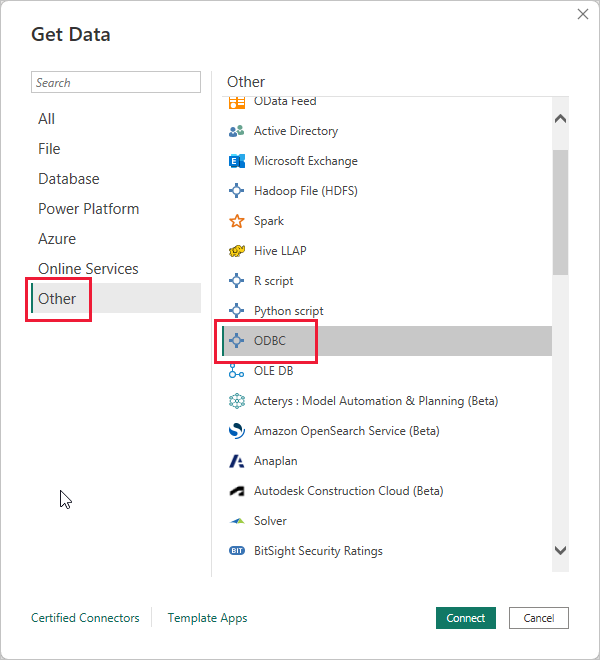 Get Data
Search
All
File
Database
Power Platform
Azure
Online Services
Other
Other
OData Feed
Active Directory
Microsoft Exchange
Hadoop File (HDFS)
Spark
Hive LLAP
R script
Python script
ODBC
OLE DB
Acterys : Model Automation & Planning (Beta)
Amazon OpenSearch Service (Beta)
Anaplan
Autodesk Construction Cloud (Beta)
Solver
BIT BitSight Security Ratings
Certified Connectors
Template Apps
Connect
Cancel